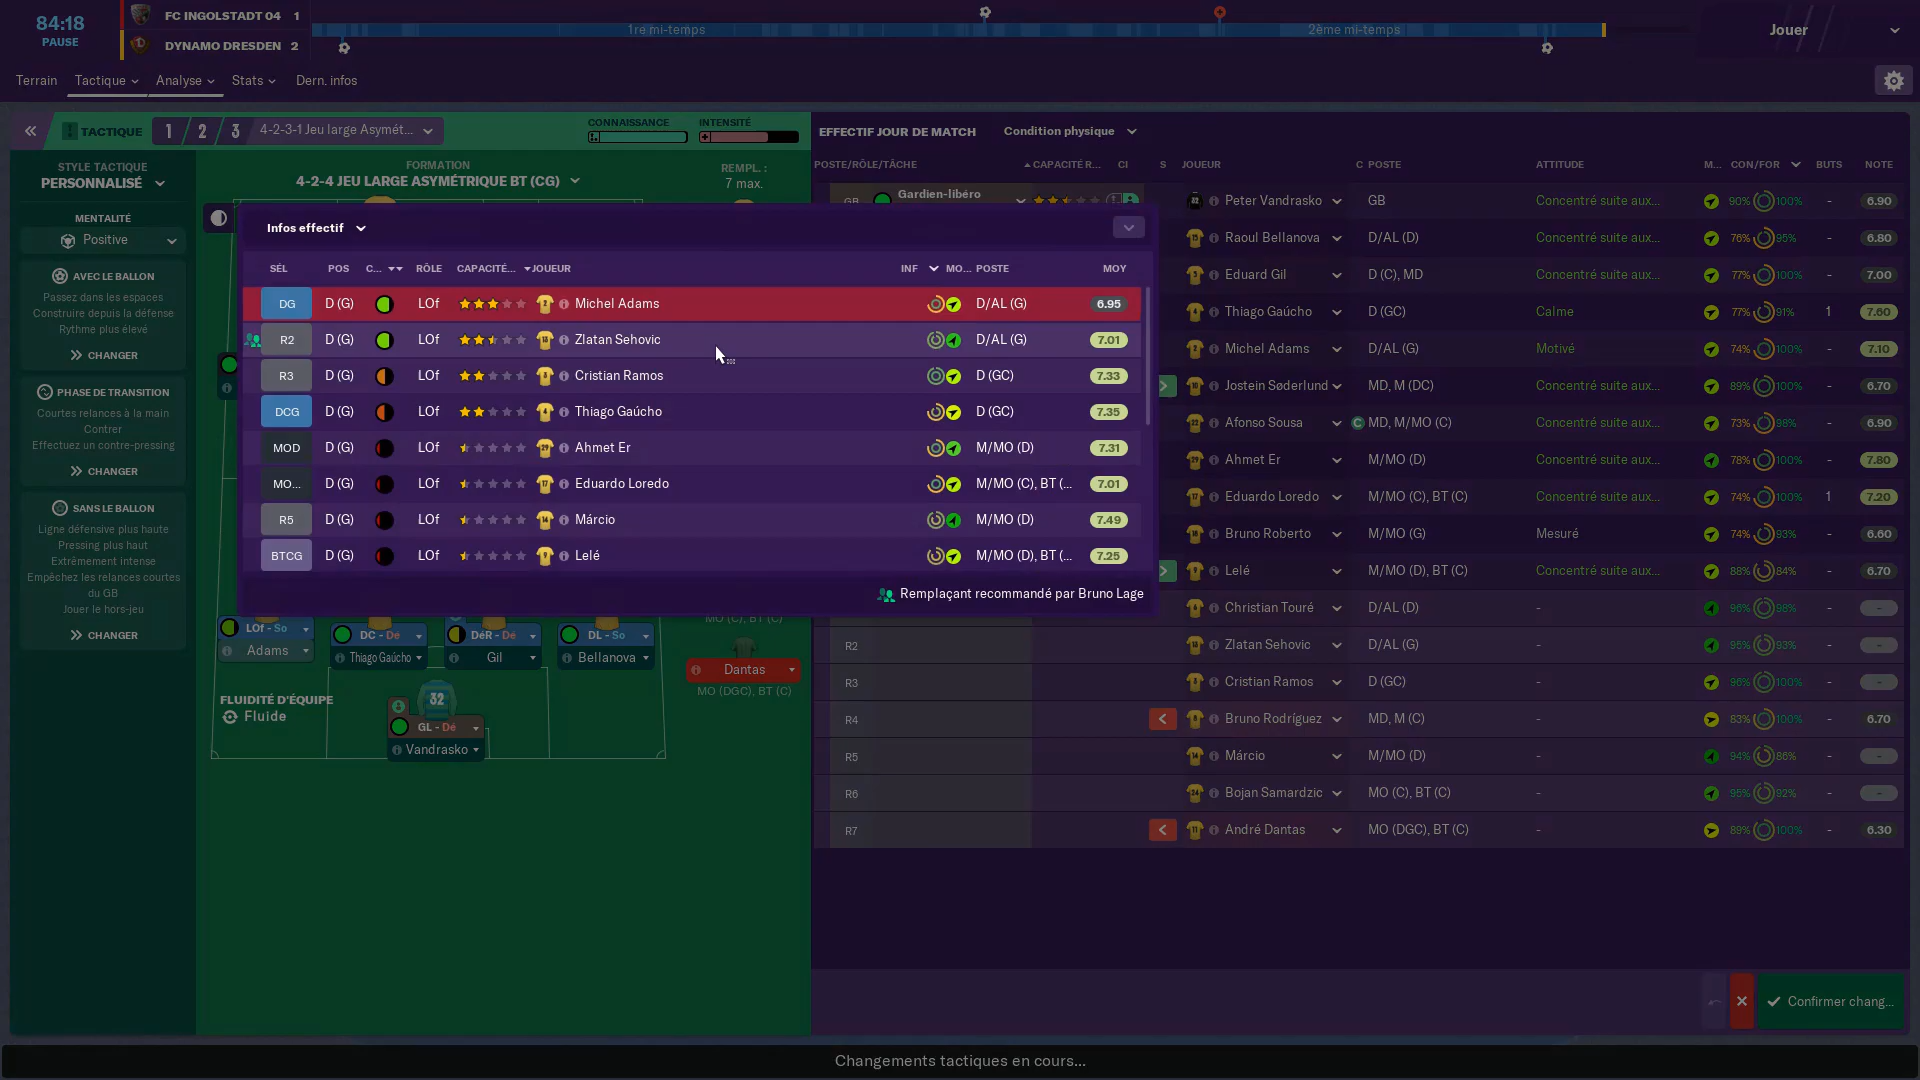 84:18
PAUSE
FC INGOLSTADT 04 1
DYNAMO DRESDEN 2
1re mi-temps
2ème mi-temps
Jouer
Terrain Tactique Analyse Stats Dern. infos
TACTIQUE 1 2 3 4-2-3-1 Jeu large Asymét...
CONNAISSANCE INTENSITÉ
EFFECTIF JOUR DE MATCH Condition physique
STYLE TACTIQUE
PERSONNALISÉ
FORMATION
4-2-4 JEU LARGE ASYMÉTRIQUE BT (CG)
REMPL. :
7 max.
POSTE/RÔLE/TÂCHE CAPACITÉ R... CI S JOUEUR C POSTE ATTITUDE M... CON/FOR BUTS NOTE
MENTALITÉ
Positive
AVEC LE BALLON
Passez dans les espaces
Construire depuis la défense
Rythme plus élevé
CHANGER
PHASE DE TRANSITION
Courtes relances à la main
Contrer
Effectuez un contre-pressing
CHANGER
SANS LE BALLON
Ligne défensive plus haute
Pressing plus haut
Extrêmement intense
Empêchez les relances courtes
du GB
Jouer le hors-jeu
CHANGER
Infos effectif
SÉL POS C... RÔLE CAPACITÉ... JOUEUR INF MO... POSTE MOY
DG D (G) LOf Michel Adams D/AL (G) 6.95
R2 D (G) LOf Zlatan Sehovic D/AL (G) 7.01
R3 D (G) LOf Cristian Ramos D (GC) 7.33
DCG D (G) LOf Thiago Gaúcho D (GC) 7.35
MOD D (G) LOf Ahmet Er M/MO (D) 7.31
MO... D (G) LOf Eduardo Loredo M/MO (C), BT (... 7.01
R5 D (G) LOf Márcio M/MO (D) 7.49
BTCG D (G) LOf Lelé M/MO (D), BT (... 7.25
Remplaçant recommandé par Bruno Lage
GB Gardien-libéro
Peter Vandrasko GB 90% 100% 6.90
Raoul Bellanova D/AL (D) Concentré suite aux... 76% 95% - 6.80
Eduard Gil D (C), MD Concentré suite aux... 77% 100% - 7.00
Thiago Gaúcho D (GC) Calme 77% 91% 1 7.60
Michel Adams D/AL (G) Motivé 74% 100% - 7.10
Jostein Søderlund MD, M (DC) Concentré suite aux... 89% 100% - 6.70
Afonso Sousa C MD, M/MO (C) Concentré suite aux... 73% 98% - 6.90
Ahmet Er M/MO (D) Concentré suite aux... 78% 100% - 7.80
Eduardo Loredo M/MO (C), BT (C) Concentré suite aux... 74% 100% 1 7.20
Bruno Roberto M/MO (G) Mesuré 74% 93% - 6.60
Lelé M/MO (D), BT (C) Concentré suite aux... 88% 84% - 6.70
Christian Touré D/AL (D) - 96% 98% - -
R2 Zlatan Sehovic D/AL (G) - 95% 93% - -
R3 Cristian Ramos D (GC) - 96% 100% - -
R4 Bruno Rodríguez MD, M (C) - 83% 100% - 6.70
R5 Márcio M/MO (D) - 94% 86% - -
R6 Bojan Samardzic MO (C), BT (C) - 95% 92% - -
R7 André Dantas MO (DGC), BT (C) - 89% 100% - 6.30
MO (C), BT (C)
LOf - So DC - Dé DéR - Dé DL - So
Adams Thiago Gaúcho Gil Bellanova
Dantas
MO (DGC), BT (C)
FLUIDITÉ D'ÉQUIPE
Fluide
32
GL - Dé
Vandrasko
Confirmer chang...
Changements tactiques en cours...